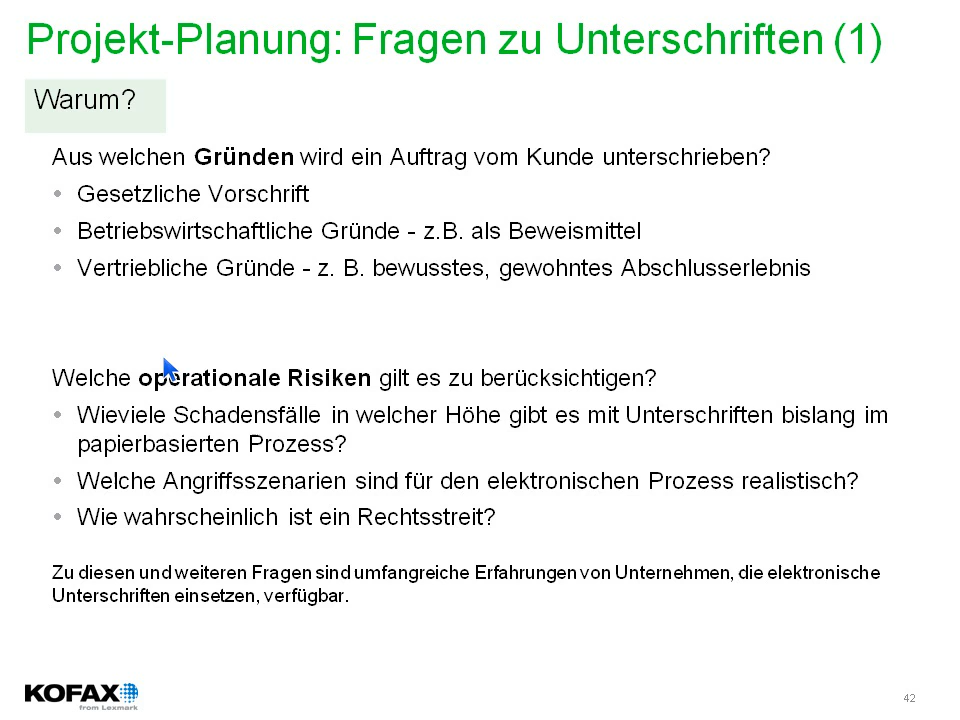 Projekt-Planung: Fragen zu Unterschriften (1)
Warum?
Aus welchen Gründen wird ein Auftrag vom Kunde unterschrieben?
• Gesetzliche Vorschrift
• Betriebswirtschaftliche Gründe - z.B. als Beweismittel
• Vertriebliche Gründe - z. B. bewusstes, gewohntes Abschlusserlebnis
Welche operationale Risiken gilt es zu berücksichtigen?
• Wieviele Schadensfälle in welcher Höhe gibt es mit Unterschriften bislang im
papierbasierten Prozess?
• Welche Angriffsszenarien sind für den elektronischen Prozess realistisch?
• Wie wahrscheinlich ist ein Rechtsstreit?
Zu diesen und weiteren Fragen sind umfangreiche Erfahrungen von Unternehmen, die elektronische
Unterschriften einsetzen, verfügbar.
KOFAX
from Lexmark
42